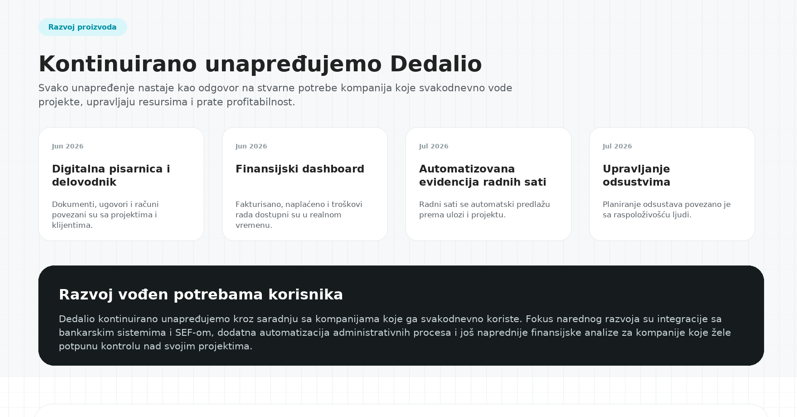 Razvoj proizvoda
Kontinuirano unapređujemo Dedalio
Svako unapređenje nastaje kao odgovor na stvarne potrebe kompanija koje svakodnevno vode
projekte, upravljaju resursima i prate profitabilnost.
Jun 2026
Digitalna pisarnica i
delovodnik
Dokumenti, ugovori i računi
povezani su sa projektima i
klijentima.
Jun 2026
Finansijski dashboard
Fakturisano, naplaćeno i troškovi
rada dostupni su u realnom
vremenu.
Jul 2026
Automatizovana
evidencija radnih sati
Radni sati se automatski predlažu
prema ulozi i projektu.
Jul 2026
Upravljanje
odsustvima
Planiranje odsustava povezano je
sa raspoloživošću ljudi.
Razvoj vođen potrebama korisnika
Dedalio kontinuirano unapređujemo kroz saradnju sa kompanijama koje ga svakodnevno koriste. Fokus narednog razvoja su integracije sa
bankarskim sistemima i SEF-om, dodatna automatizacija administrativnih procesa i još naprednije finansijske analize za kompanije koje žele
potpunu kontrolu nad svojim projektima.